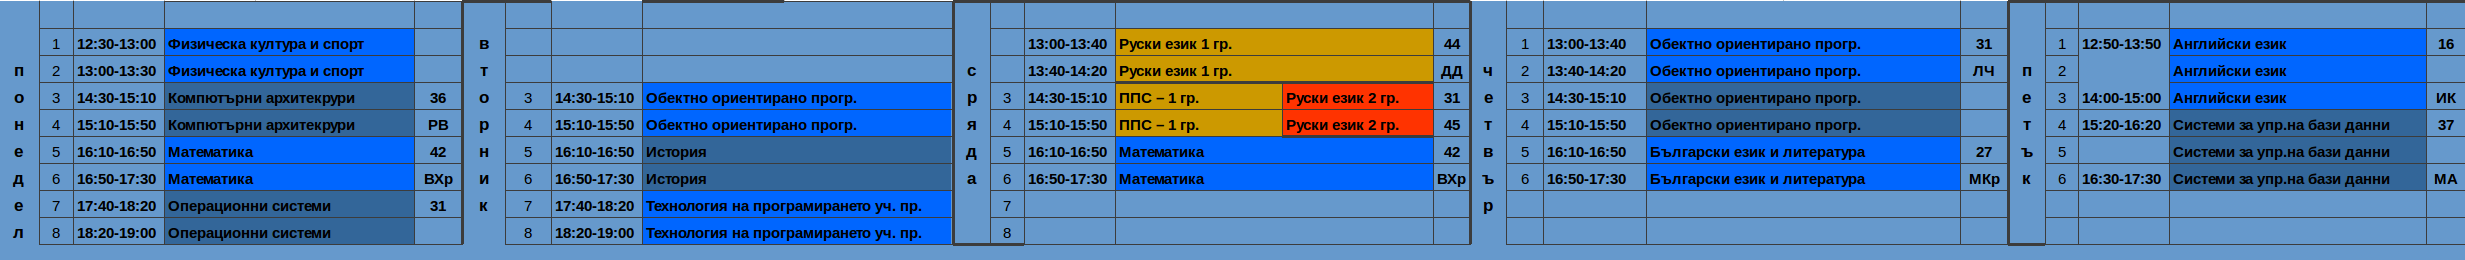 понедел
1 12:30-13:00 Физическа култура и спорт
2 13:00-13:30 Физическа култура и спорт
3 14:30-15:10 Компютърни архитекрури 36
4 15:10-15:50 Компютърни архитекрури РВ
5 16:10-16:50 Математика 42
6 16:50-17:30 Математика ВХр
7 17:40-18:20 Операционни системи 31
8 18:20-19:00 Операционни системи
вторник
3 14:30-15:10 Обектно ориентирано прогр.
4 15:10-15:50 Обектно ориентирано прогр.
5 16:10-16:50 История
6 16:50-17:30 История
7 17:40-18:20 Технология на програмирането уч. пр.
8 18:20-19:00 Технология на програмирането уч. пр.
сряда
13:00-13:40 Руски език 1 гр. 44
13:40-14:20 Руски език 1 гр. ДД
3 14:30-15:10 ППС – 1 гр. Руски език 2 гр. 31
4 15:10-15:50 ППС – 1 гр. Руски език 2 гр. 45
5 16:10-16:50 Математика 42
6 16:50-17:30 Математика ВХр
7
8
четвър
1 13:00-13:40 Обектно ориентирано прогр. 31
2 13:40-14:20 Обектно ориентирано прогр. ЛЧ
3 14:30-15:10 Обектно ориентирано прогр.
4 15:10-15:50 Обектно ориентирано прогр.
5 16:10-16:50 Български език и литература 27
6 16:50-17:30 Български език и литература МКр
петък
1 12:50-13:50 Английски език 16
2 Английски език
3 14:00-15:00 Английски език ИК
4 15:20-16:20 Системи за упр.на бази данни 37
5 Системи за упр.на бази данни
6 16:30-17:30 Системи за упр.на бази данни МА